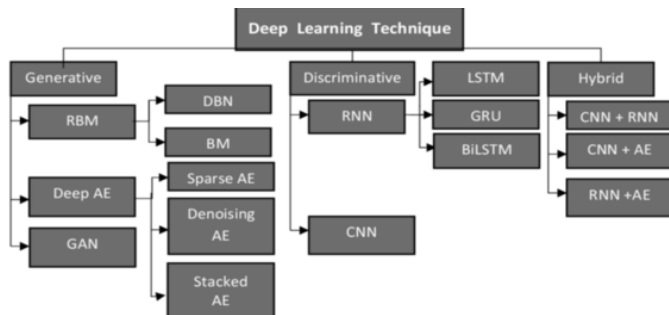 Deep Learning Technique
Generative
Discriminative
Hybrid
RBM
DBN
BM
Deep AE
Sparse AE
Denoising
AE
Stacked
AE
GAN
RNN
LSTM
GRU
BiLSTM
CNN
CNN + RNN
CNN + AE
RNN +AE